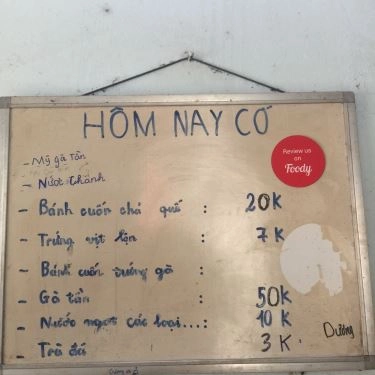 HÔM NAY CÓ
- Mỳ gà tần
- Nước chanh
- Bánh cuốn chả quế : 20K
- Trứng vịt lộn : 7K
- Bánh cuốn trứng gà :
- Gà tần : 50K
- Nước ngọt các loại...: 10K
- Trà đá 3K.
Review us
on
Foody
Dương